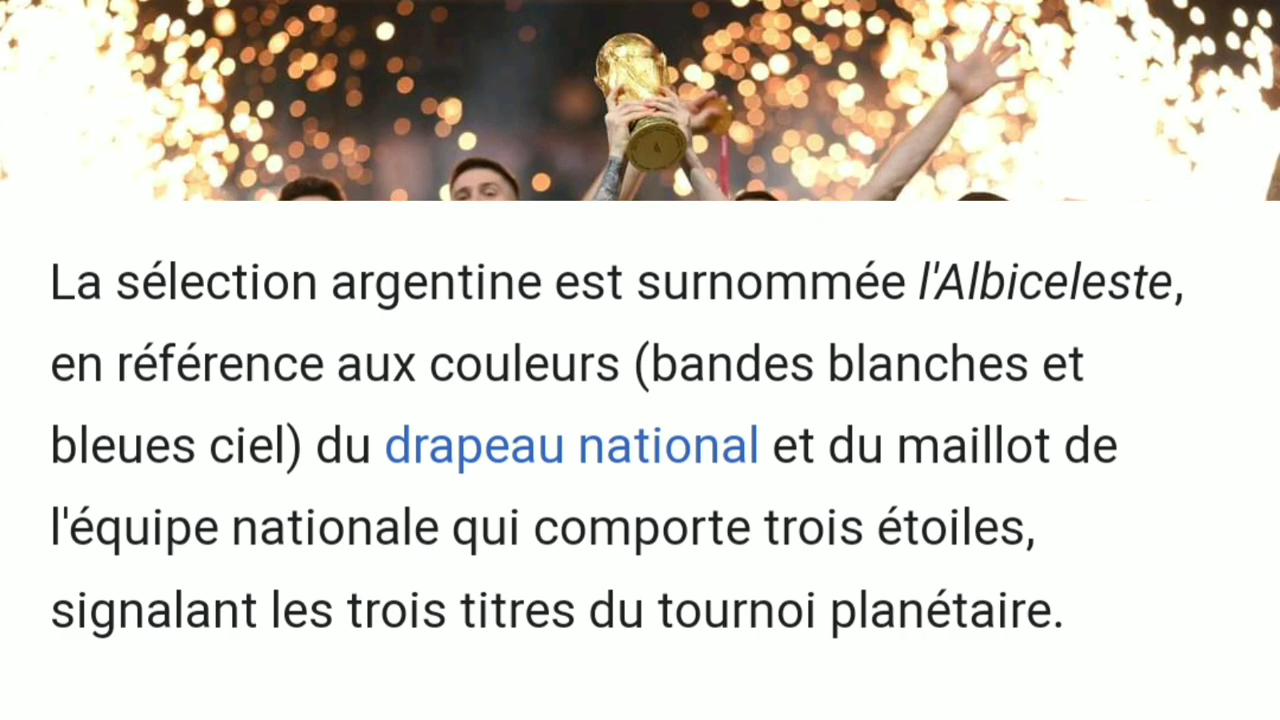 La sélection argentine est surnommée l'Albiceleste,
en référence aux couleurs (bandes blanches et
bleues ciel) du drapeau national et du maillot de
l'équipe nationale qui comporte trois étoiles,
signalant les trois titres du tournoi planétaire.